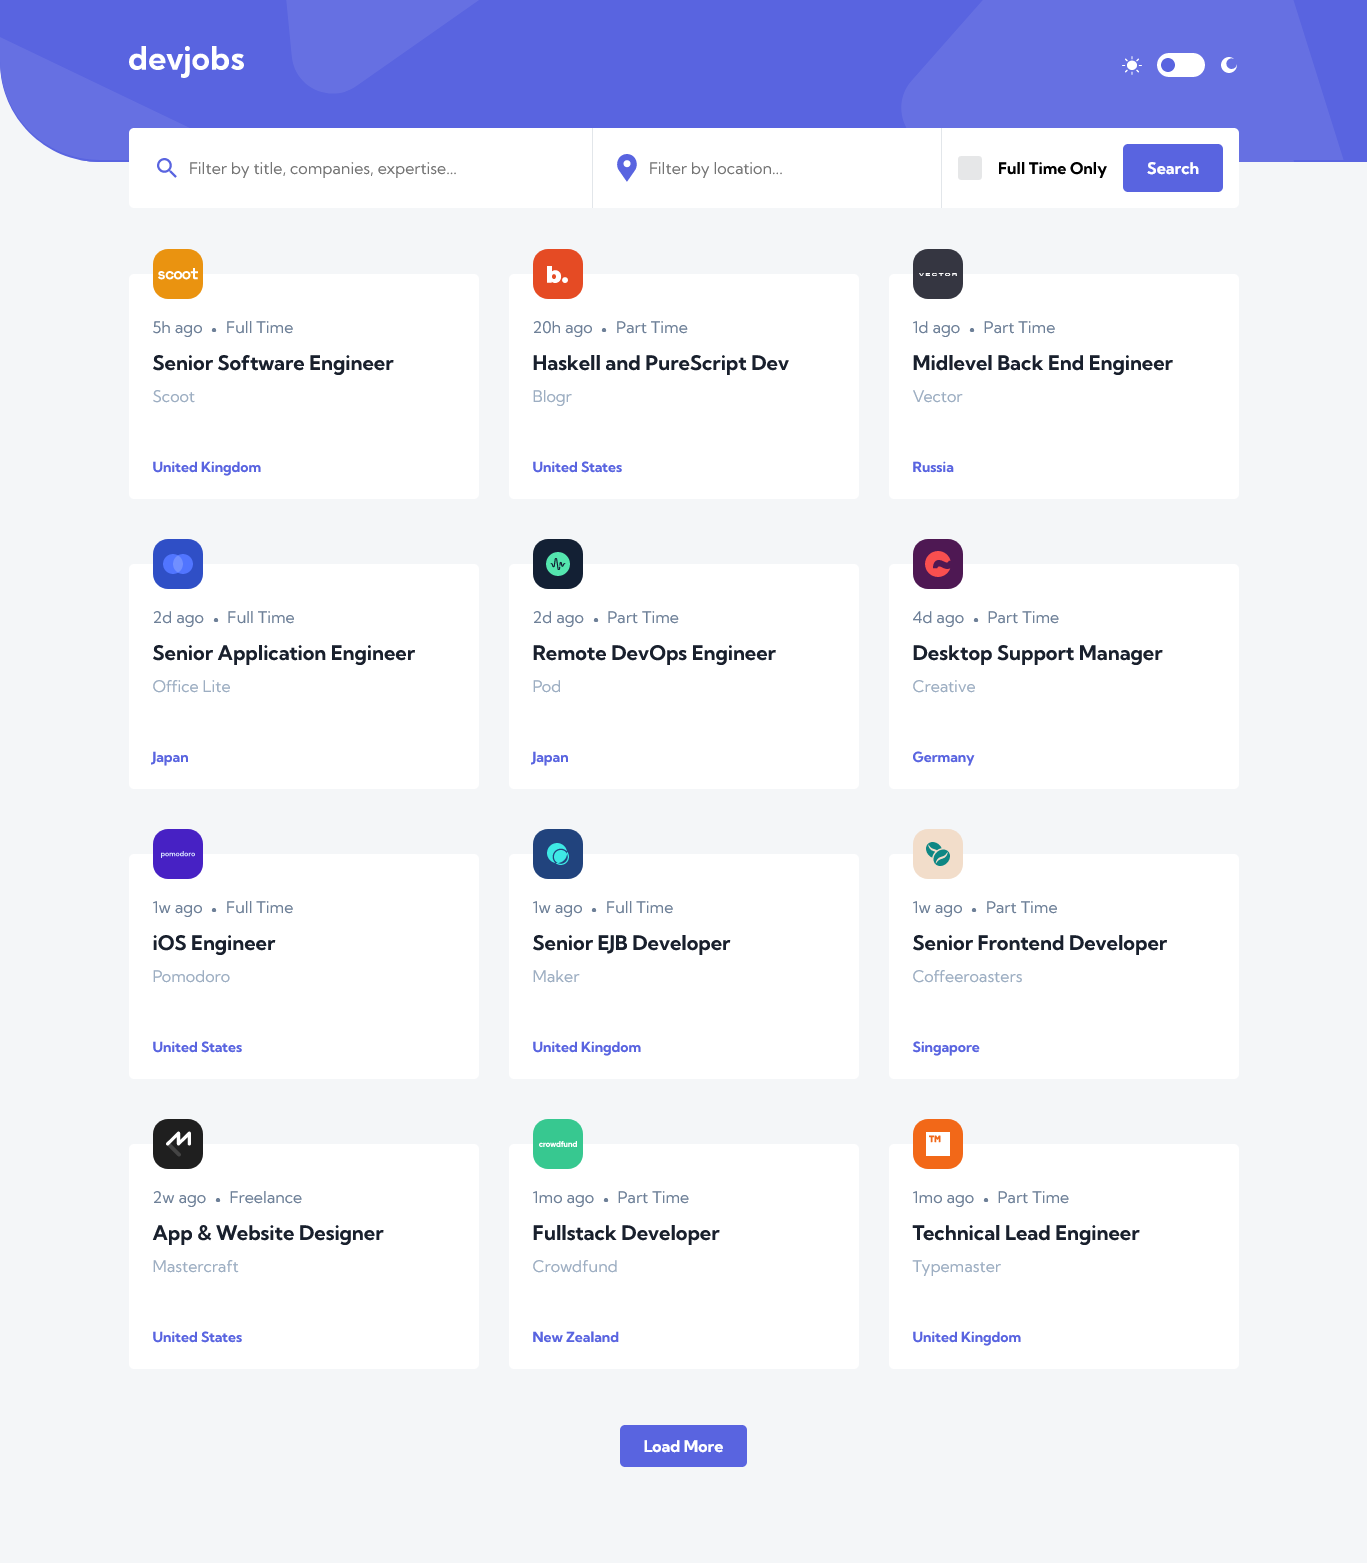 devjobs
Filter by title, companies, expertise...
Filter by location...
Full Time Only
Search
scoot
5h ago • Full Time
Senior Software Engineer
Scoot
United Kingdom
b.
20h ago • Part Time
Haskell and PureScript Dev
Blogr
United States
VECTOR
1d ago • Part Time
Midlevel Back End Engineer
Vector
Russia
2d ago • Full Time
Senior Application Engineer
Office Lite
Japan
2d ago • Part Time
Remote DevOps Engineer
Pod
Japan
4d ago • Part Time
Desktop Support Manager
Creative
Germany
pomodoro
1w ago • Full Time
iOS Engineer
Pomodoro
United States
1w ago • Full Time
Senior EJB Developer
Maker
United Kingdom
1w ago • Part Time
Senior Frontend Developer
Coffeeroasters
Singapore
2w ago • Freelance
App & Website Designer
Mastercraft
United States
crowdfund
1mo ago • Part Time
Fullstack Developer
Crowdfund
New Zealand
TM
1mo ago • Part Time
Technical Lead Engineer
Typemaster
United Kingdom
Load More